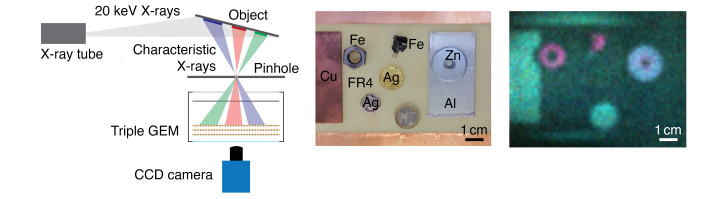 20 keV X-rays
Object
X-ray tube
Characteristic
X-rays
Pinhole
Triple GEM
CCD camera
Fe
Fe
Zn
Cu
FR4
Ag
Ag
Al
1 cm
1 cm